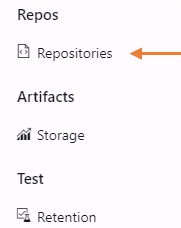 Repos
Repositories
Artifacts
Storage
Test
Retention